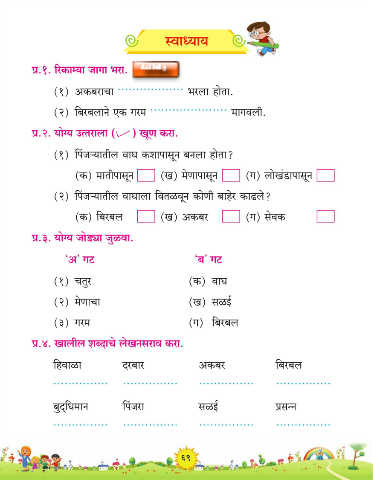 स्वाध्याय
प्र.१. रिकाम्या जागा भरा.
(१) अकबराचा ·················· भरला होता.
(२) बिरबलाने एक गरम ····················· मागवली.
प्र.२. योग्य उत्तराला (✓) खूण करा.
(१) पिंजऱ्यातील वाघ कशापासून बनला होता?
(क) मातीपासून (ख) मेणापासून (ग) लोखंडापासून
(२) पिंजऱ्यातील वाघाला वितळवून कोणी बाहेर काढले?
(क) बिरबल (ख) अकबर (ग) सेवक
प्र.३. योग्य जोड्या जुळवा.
'अ' गट 'ब' गट
(१) चतुर (क) वाघ
(२) मेणाचा (ख) सळई
(३) गरम (ग) बिरबल
प्र.४. खालील शब्दाचे लेखनसराव करा.
हिवाळा दरबार अकबर बिरबल
............... ............... ............... ...............
बुद्धिमान पिंजरा सळई प्रसन्न
............... ............... ............... ...............
६९